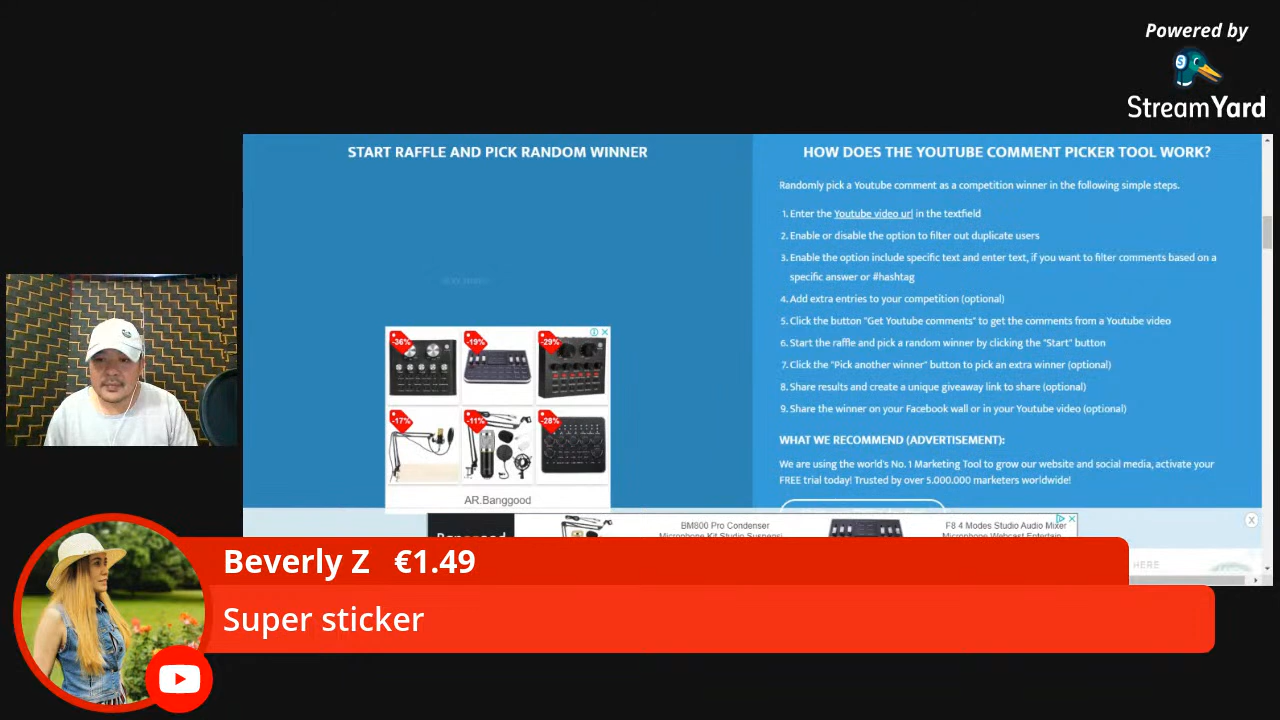 Powered by
StreamYard
START RAFFLE AND PICK RANDOM WINNER
HOW DOES THE YOUTUBE COMMENT PICKER TOOL WORK?
Randomly pick a Youtube comment as a competition winner in the following simple steps.
1. Enter the Youtube video url in the textfield
2. Enable or disable the option to filter out duplicate users
3. Enable the option include specific text and enter text, if you want to filter comments based on a
specific answer or #hashtag
4. Add extra entries to your competition (optional)
5. Click the button "Get Youtube comments" to get the comments from a Youtube video
6. Start the raffle and pick a random winner by clicking the "Start" button
7. Click the "Pick another winner" button to pick an extra winner (optional)
8. Share results and create a unique giveaway link to share (optional)
9. Share the winner on your Facebook wall or in your Youtube video (optional)
WHAT WE RECOMMEND (ADVERTISEMENT):
We are using the world's No. 1 Marketing Tool to grow our website and social media, activate your
FREE trial today! Trusted by over 5.000.000 marketers worldwide!
-36% -19% -29%
-17% -11% -28%
AR.Banggood
BM800 Pro Condenser
Microphone Kit Studio Suspensi
F8 4 Modes Studio Audio Mixer
Microphone Webcast Entertain
HERE
Beverly Z €1.49
Super sticker